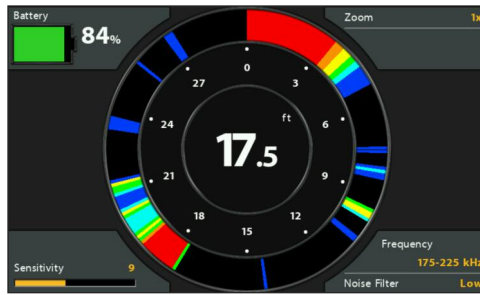 Battery
84%
Zoom 1x
0
3
6
9
12
15
18
21
24
27
ft
17.5
Sensitivity 9
Frequency
175-225 kHz
Noise Filter Low